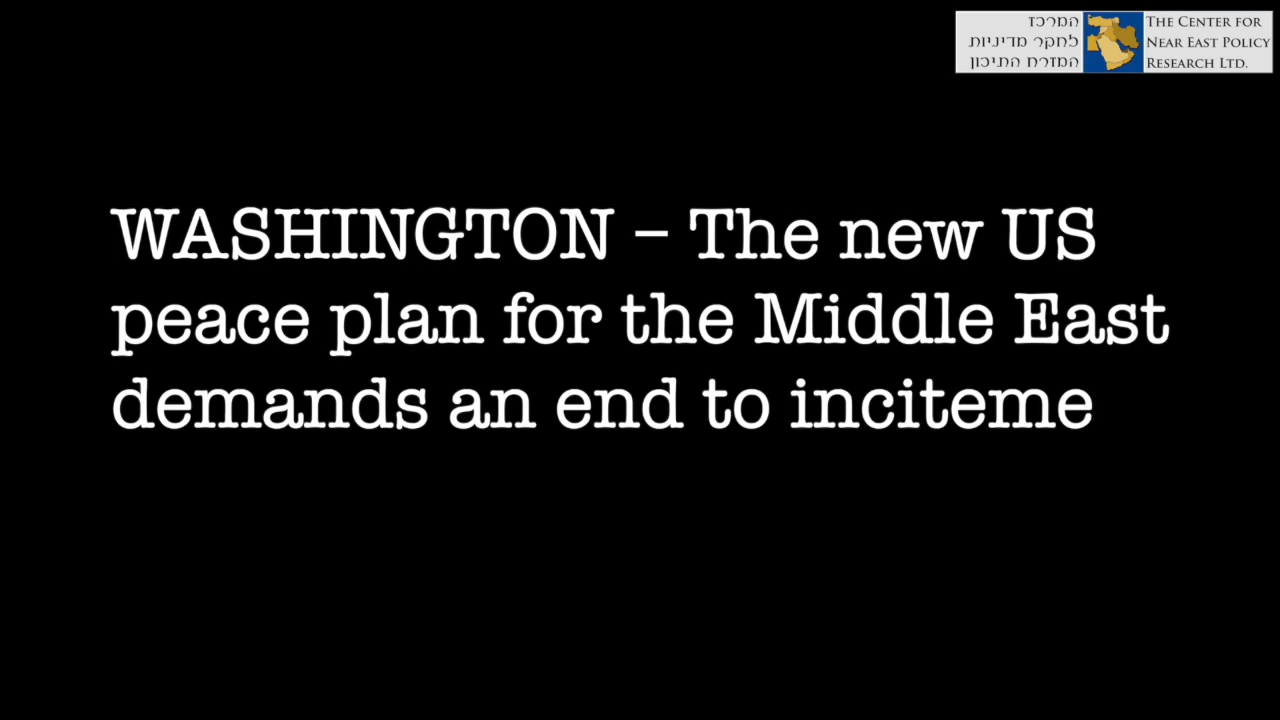 המרכז
לחקר מדיניות
המזרח התיכון
THE CENTER FOR
NEAR EAST POLICY
RESEARCH LTD.
WASHINGTON – The new US
peace plan for the Middle East
demands an end to inciteme